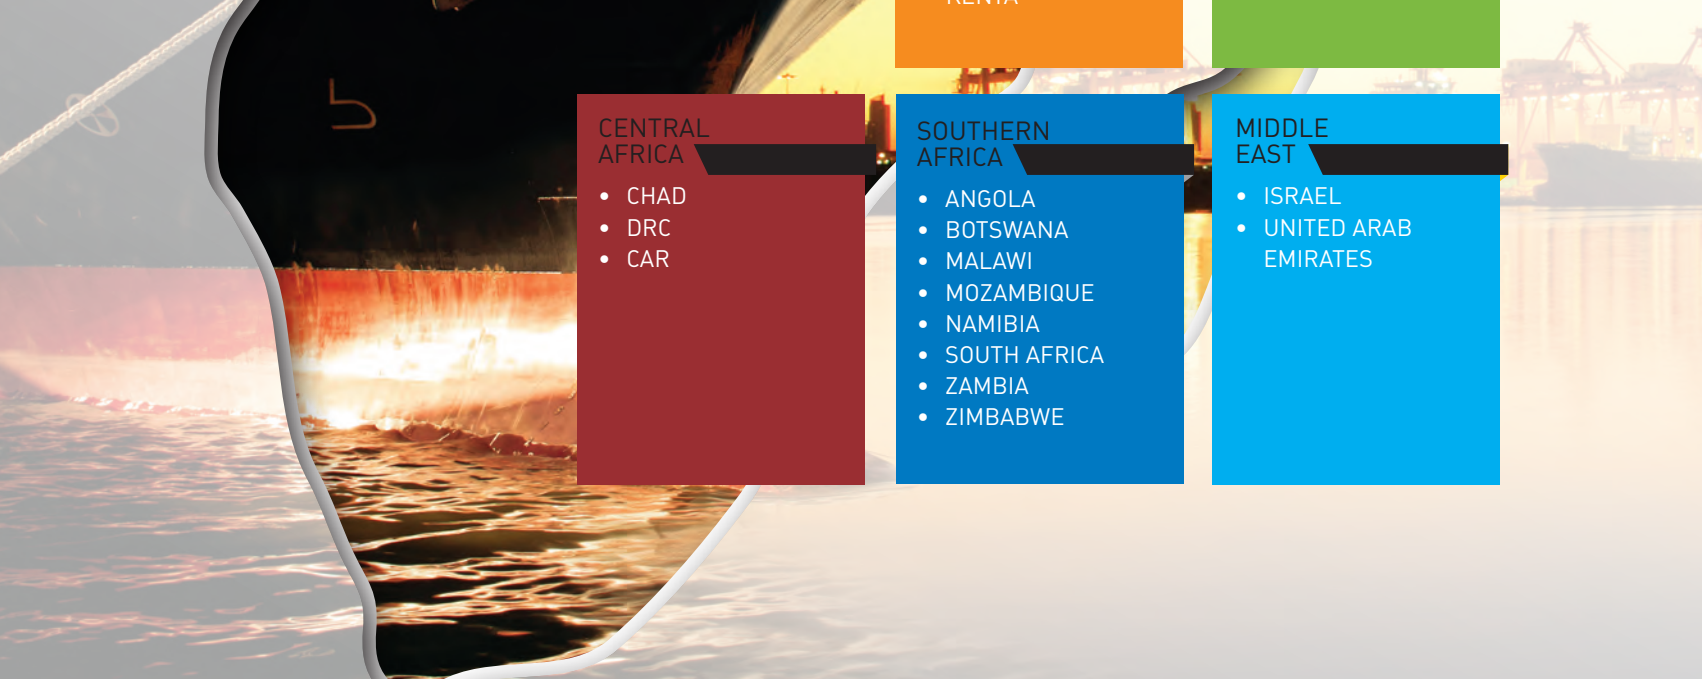 CENTRAL
AFRICA
• CHAD
• DRC
• CAR
SOUTHERN
AFRICA
• ANGOLA
• BOTSWANA
• MALAWI
• MOZAMBIQUE
• NAMIBIA
• SOUTH AFRICA
• ZAMBIA
• ZIMBABWE
MIDDLE
EAST
• ISRAEL
• UNITED ARAB
EMIRATES